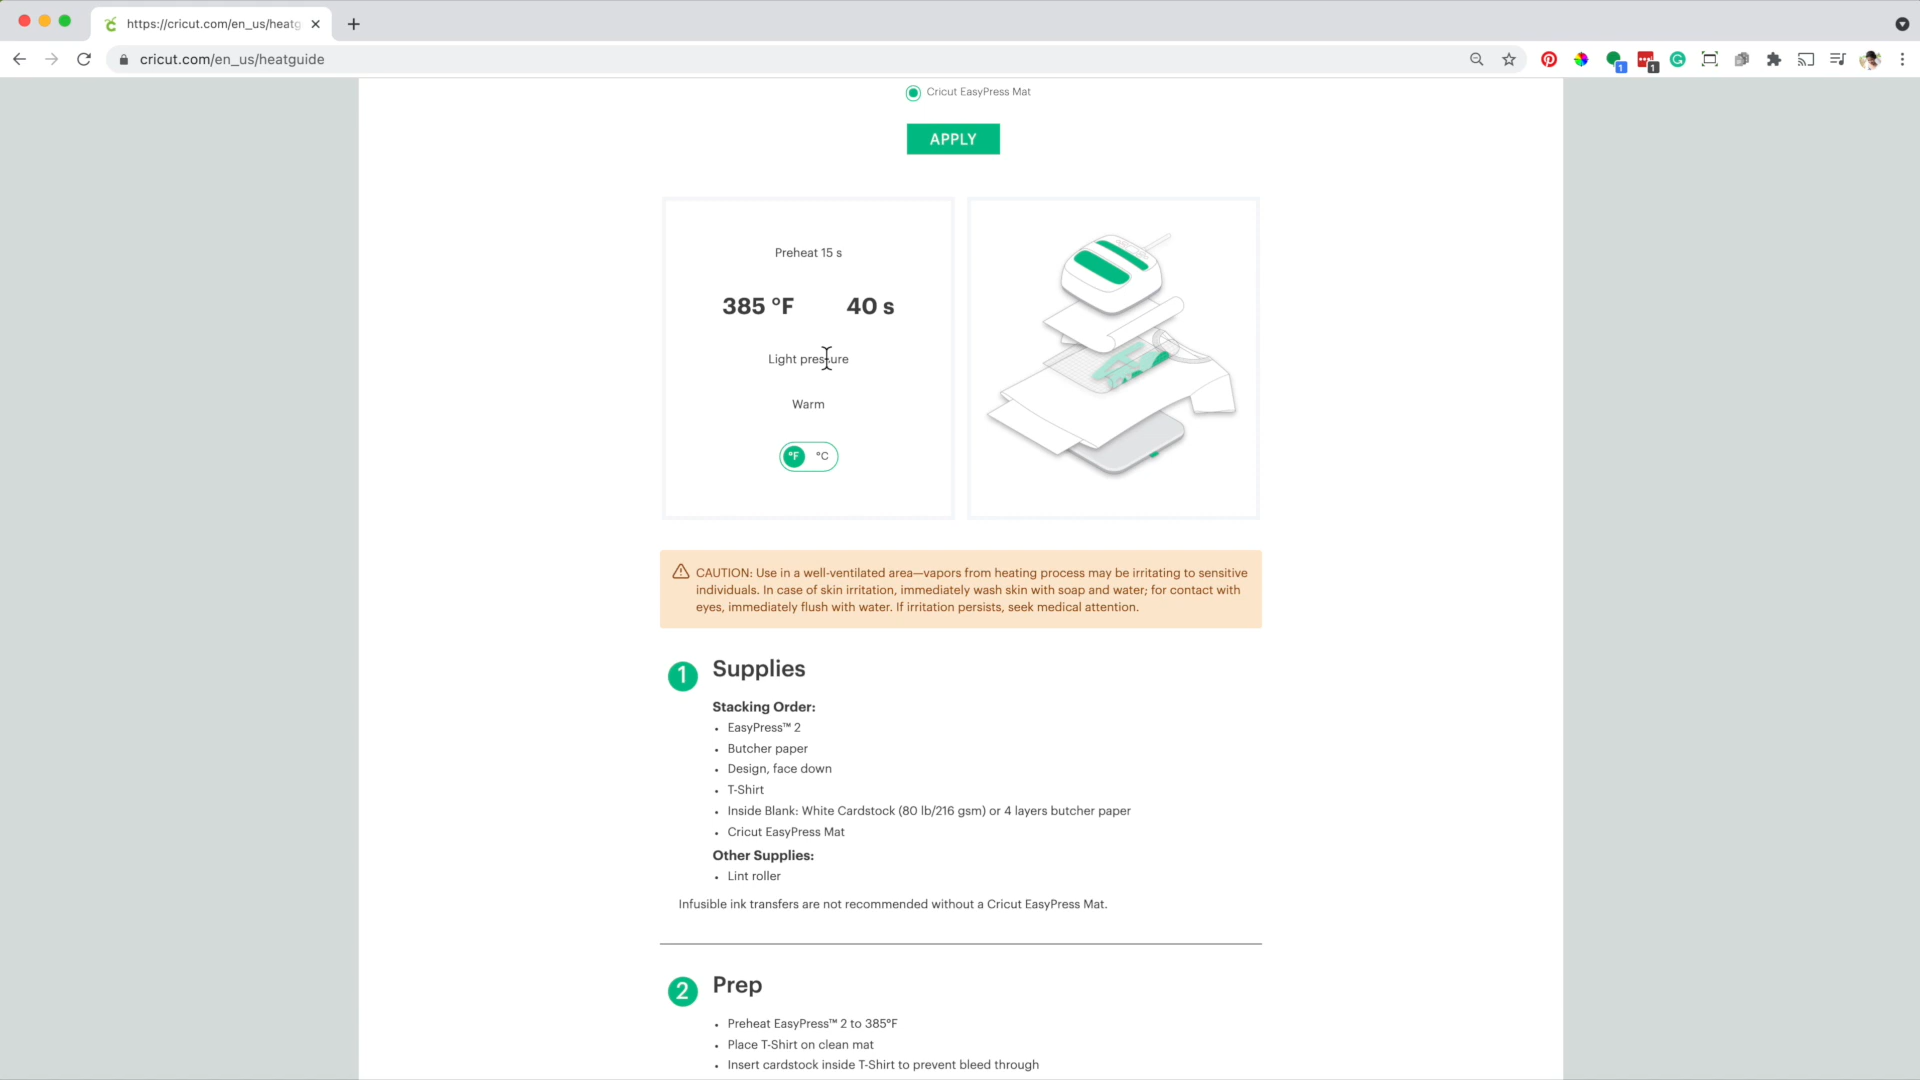 https://cricut.com/en_us/heatg
cricut.com/en_us/heatguide
1
1
Cricut EasyPress Mat
APPLY
Preheat 15 s
385 °F 40 s
Light pressure
Warm
°F °C
CAUTION: Use in a well-ventilated area—vapors from heating process may be irritating to sensitive
individuals. In case of skin irritation, immediately wash skin with soap and water; for contact with
eyes, immediately flush with water. If irritation persists, seek medical attention.
1 Supplies
Stacking Order:
• EasyPress™ 2
• Butcher paper
• Design, face down
• T-Shirt
• Inside Blank: White Cardstock (80 lb/216 gsm) or 4 layers butcher paper
• Cricut EasyPress Mat
Other Supplies:
• Lint roller
Infusible ink transfers are not recommended without a Cricut EasyPress Mat.
2 Prep
• Preheat EasyPress™ 2 to 385°F
• Place T-Shirt on clean mat
• Insert cardstock inside T-Shirt to prevent bleed through